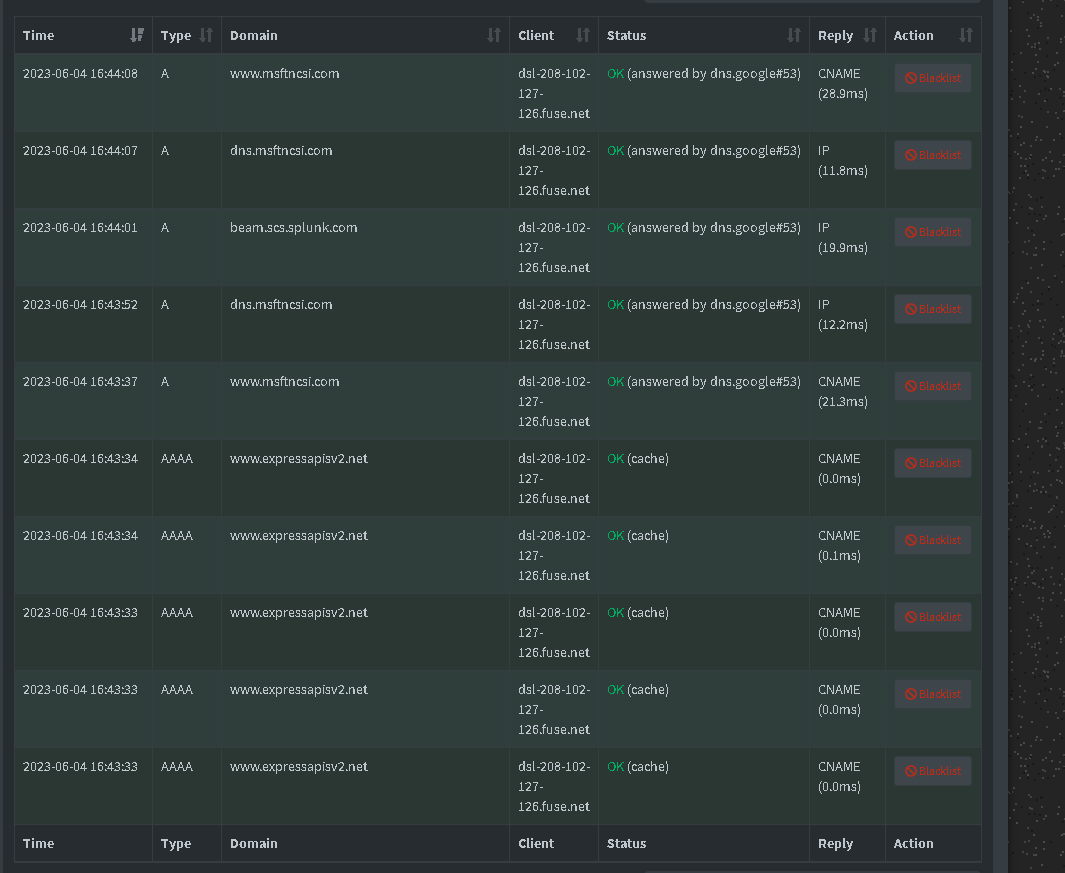 Time Type Domain Client Status Reply Action
2023-06-04 16:44:08 A www.msftncsi.com dsl-208-102- OK (answered by dns.google#53) CNAME Blacklist
127- (28.9ms)
126.fuse.net
2023-06-04 16:44:07 A dns.msftncsi.com dsl-208-102- OK (answered by dns.google#53) IP Blacklist
127- (11.8ms)
126.fuse.net
2023-06-04 16:44:01 A beam.scs.splunk.com dsl-208-102- OK (answered by dns.google#53) IP Blacklist
127- (19.9ms)
126.fuse.net
2023-06-04 16:43:52 A dns.msftncsi.com dsl-208-102- OK (answered by dns.google#53) IP Blacklist
127- (12.2ms)
126.fuse.net
2023-06-04 16:43:37 A www.msftncsi.com dsl-208-102- OK (answered by dns.google#53) CNAME Blacklist
127- (21.3ms)
126.fuse.net
2023-06-04 16:43:34 AAAA www.expressapisv2.net dsl-208-102- OK (cache) CNAME Blacklist
127- (0.0ms)
126.fuse.net
2023-06-04 16:43:34 AAAA www.expressapisv2.net dsl-208-102- OK (cache) CNAME Blacklist
127- (0.1ms)
126.fuse.net
2023-06-04 16:43:33 AAAA www.expressapisv2.net dsl-208-102- OK (cache) CNAME Blacklist
127- (0.0ms)
126.fuse.net
2023-06-04 16:43:33 AAAA www.expressapisv2.net dsl-208-102- OK (cache) CNAME Blacklist
127- (0.0ms)
126.fuse.net
2023-06-04 16:43:33 AAAA www.expressapisv2.net dsl-208-102- OK (cache) CNAME Blacklist
127- (0.0ms)
126.fuse.net
Time Type Domain Client Status Reply Action